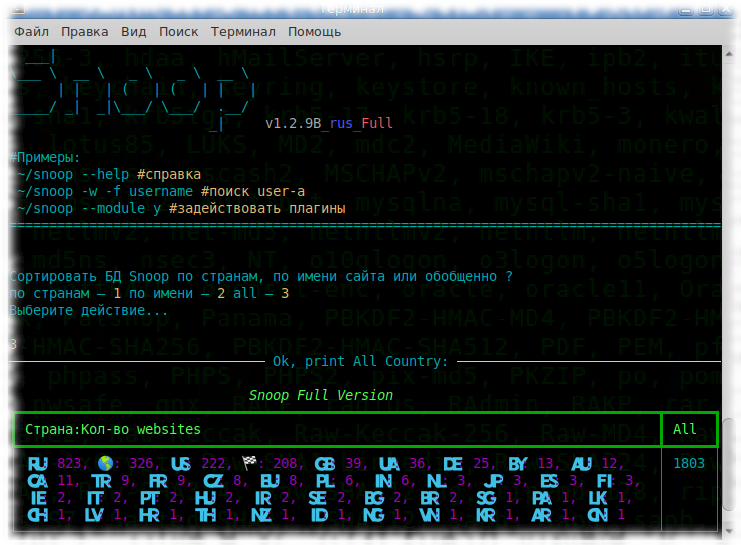 Терминал
Файл Правка Вид Поиск Терминал Помощь
v1.2.9B_rus_Full
#Примеры:
~/snoop --help #справка
~/snoop -w -f username #поиск user-a
~/snoop --module y #задействовать плагины
Сортировать БД Snoop по странам, по имени сайта или обобщенно ?
по странам — 1 по имени — 2 all — 3
Выберите действие...
3
Ok, print All Country:
Snoop Full Version
Страна:Кол-во websites All
RU 823, 🌎: 326, US 222, 🏁: 208, GB 39, UA 36, DE 25, BY: 13, AU 12, 1803
CA 11, TR 9, FR 9, CZ 8, EU 8, PL: 6, IN 6, NL: 3, JP 3, ES 3, FI: 3,
IE 2, IT 2, PT 2, HU 2, IR 2, SE 2, BG 2, BR 2, SG 1, PA 1, LK 1,
CH 1, LV 1, HR 1, TH 1, NZ 1, ID 1, NG 1, VN 1, KR 1, AR 1, CN 1